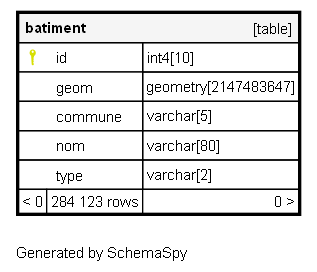 batiment [table]
id int4[10]
geom geometry[2147483647]
commune varchar[5]
nom varchar[80]
type varchar[2]
< 0 284 123 rows 0 >
Generated by SchemaSpy